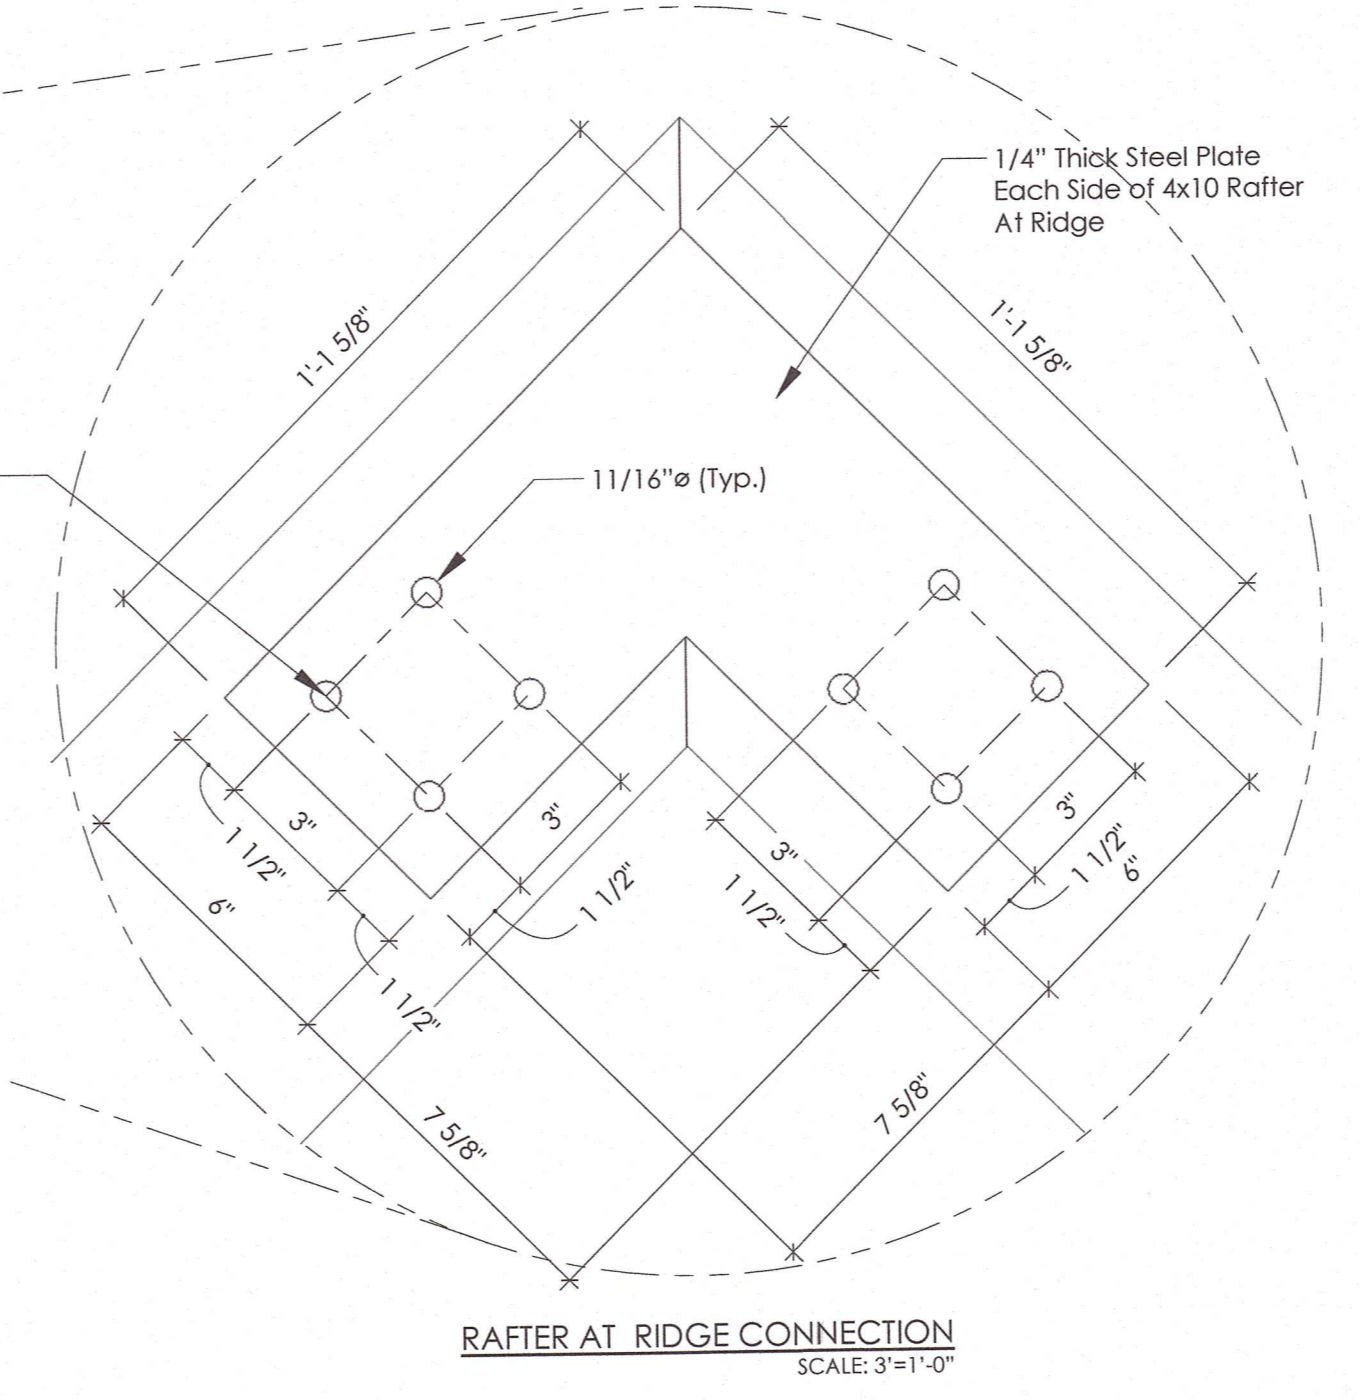 1/4” Thick Steel Plate
Each Side of 4x10 Rafter
At Ridge
1'-1 5/8"
1'-1 5/8"
11/16”ø (Typ.)
3"
1 1/2"
6"
1 1/2"
3"
1 1/2"
3"
1 1/2"
3"
1 1/2"
6"
7 5/8"
7 5/8"
RAFTER AT RIDGE CONNECTION
SCALE: 3'=1'-0"